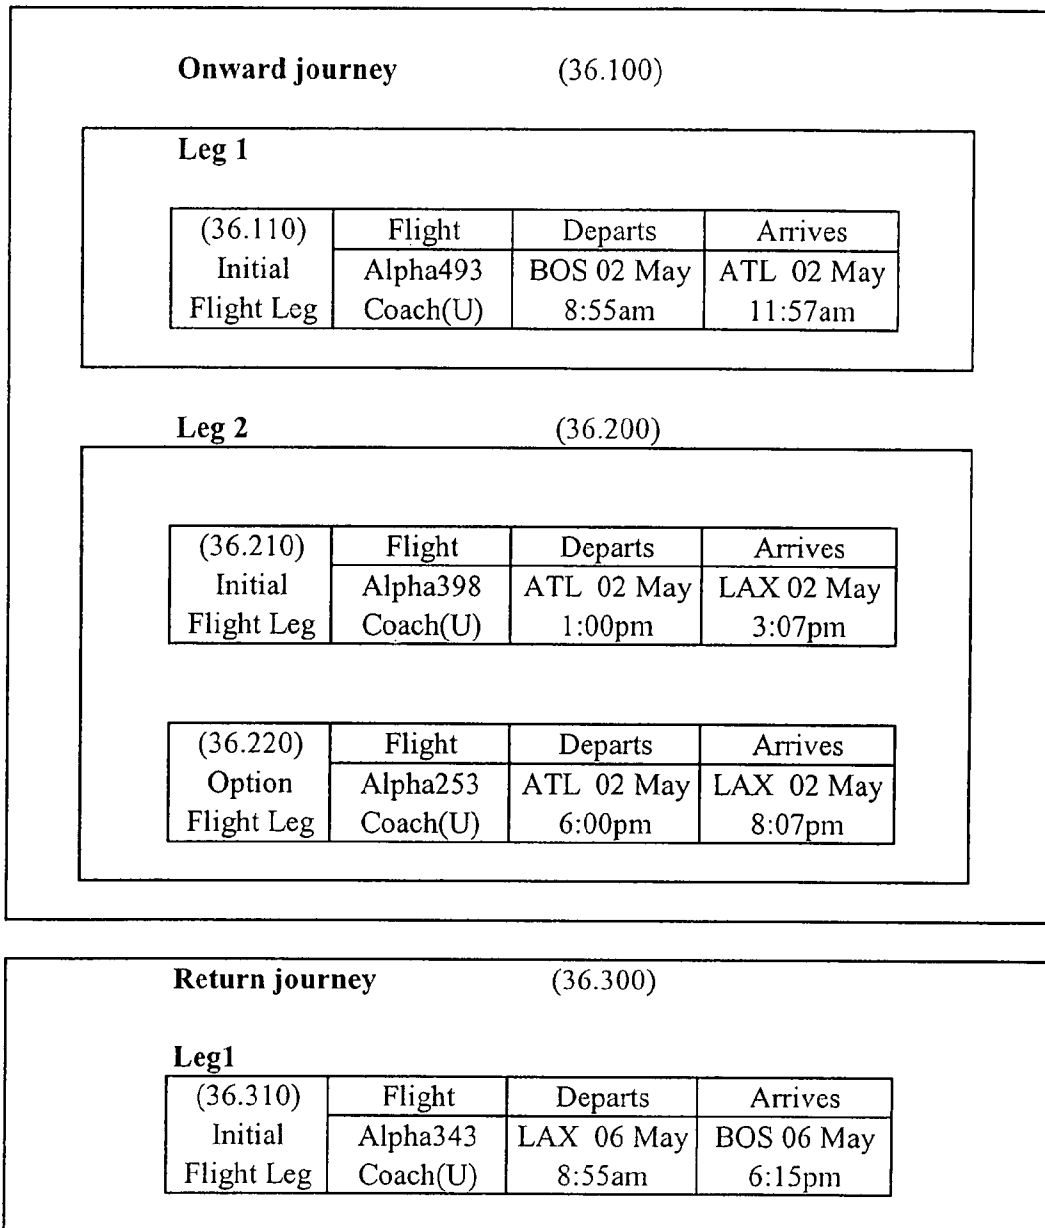 Onward journey (36.100)
Leg 1
(36.110) Flight Departs Arrives
Initial Alpha493 BOS 02 May ATL 02 May
Flight Leg Coach(U) 8:55am 11:57am
Leg 2 (36.200)
(36.210) Flight Departs Arrives
Initial Alpha398 ATL 02 May LAX 02 May
Flight Leg Coach(U) 1:00pm 3:07pm
(36.220) Flight Departs Arrives
Option Alpha253 ATL 02 May LAX 02 May
Flight Leg Coach(U) 6:00pm 8:07pm
Return journey (36.300)
Leg1
(36.310) Flight Departs Arrives
Initial Alpha343 LAX 06 May BOS 06 May
Flight Leg Coach(U) 8:55am 6:15pm